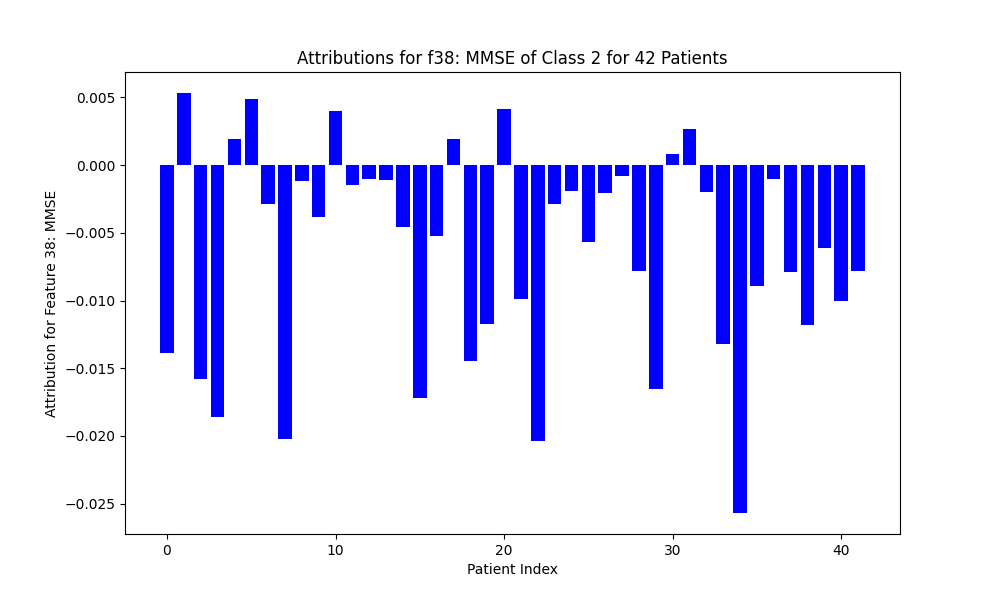 Attributions for f38: MMSE of Class 2 for 42 Patients
Attribution for Feature 38: MMSE
0.005
0.000
−0.005
−0.010
−0.015
−0.020
−0.025
0 10 20 30 40
Patient Index